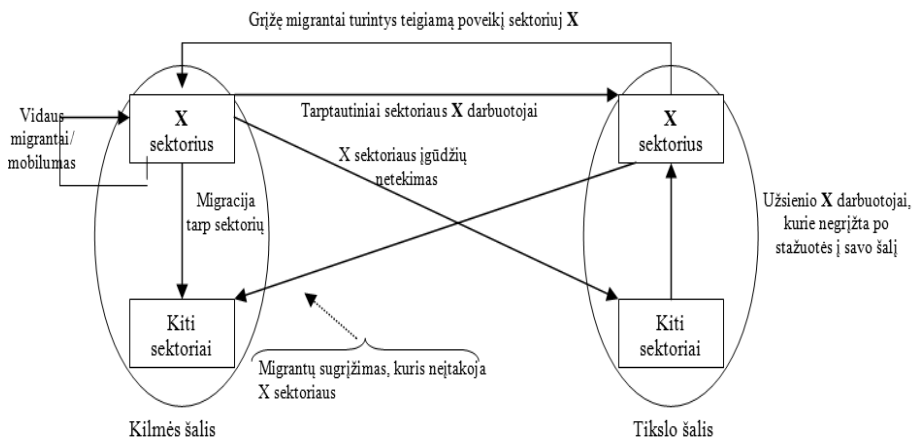 Grįžę migrantai turintys teigiamą poveikį sektoriuj X
Vidaus
migrantai/
mobilumas
X
sektorius
Tarptautiniai sektoriaus X darbuotojai
X
sektorius
X sektoriaus įgūdžių
netekimas
Migracija
tarp sektorių
Užsienio X darbuotojai,
kurie negrįžta po
stažuotės į savo šalį
Kiti
sektoriai
Kiti
sektoriai
Migrantų sugrįžimas, kuris neįtakoja
X sektoriaus
Kilmės šalis
Tikslo šalis